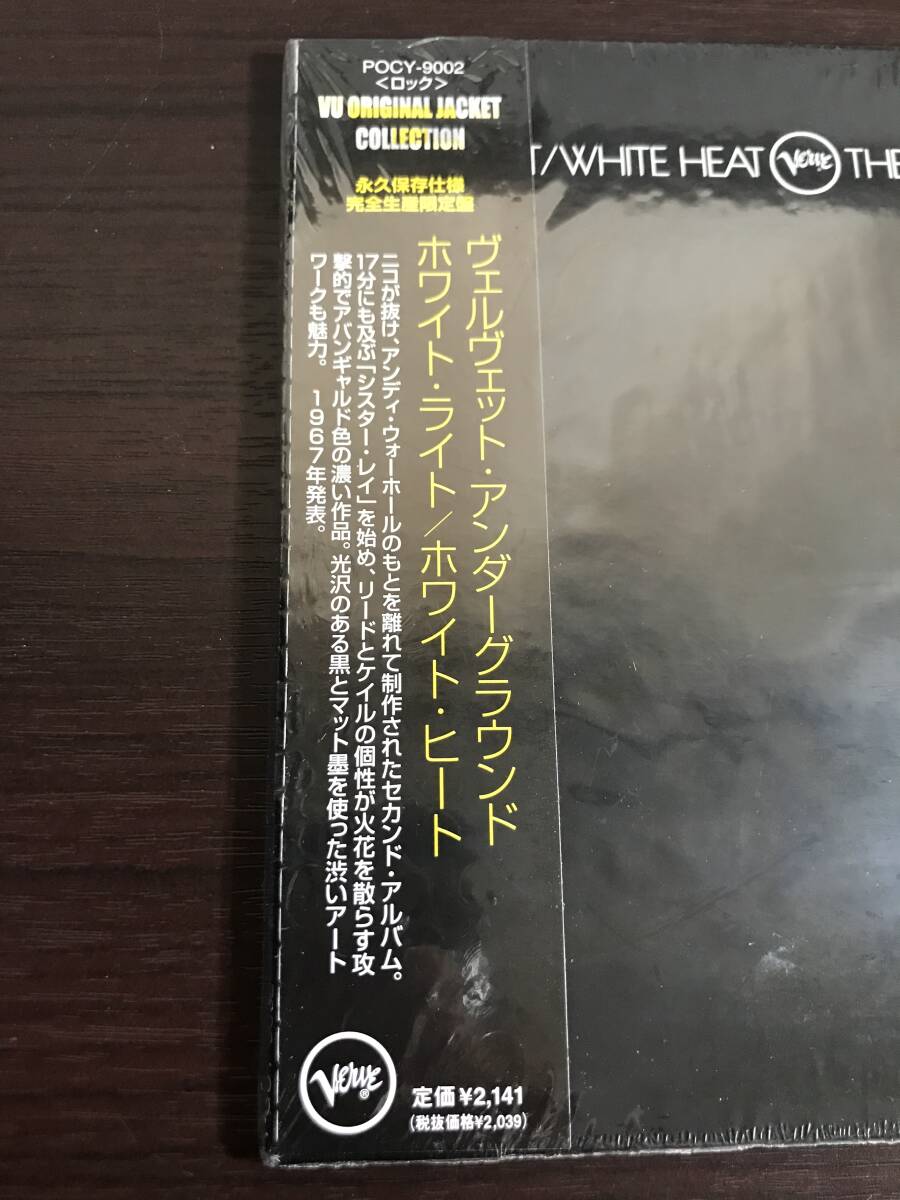 POCY-9002
<ロック>
VU ORIGINAL JACKET
COLLECTION
永久保存仕様
完全生産限定盤
ヴェルヴェット・アンダーグラウンド
ホワイト・ライト/ホワイト・ヒート
ニコが抜け、アンディ・ウォーホールのもとを離れて制作されたセカンド・アルバム。
17分にも及ぶ「シスター・レイ」を始め、リードとケイルの個性が火花を散らす攻
撃的でアバンギャルド色の濃い作品。光沢のある黒とマット墨を使った渋いアート
ワークも魅力。 1967年発表。
VERVE®
定価¥2,141
(税抜価格¥2,039)
T/WHITE HEAT VERVE THE